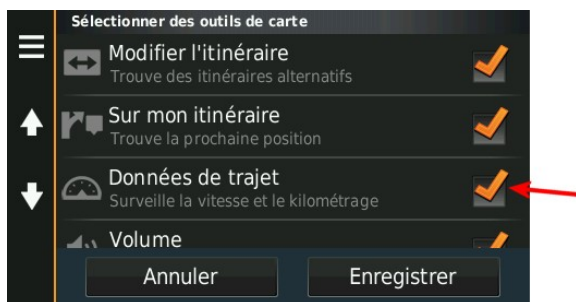 Sélectionner des outils de carte
Modifier l'itinéraire
Trouve des itinéraires alternatifs
Sur mon itinéraire
Trouve la prochaine position
Données de trajet
Surveille la vitesse et le kilométrage
Volume
Annuler
Enregistrer